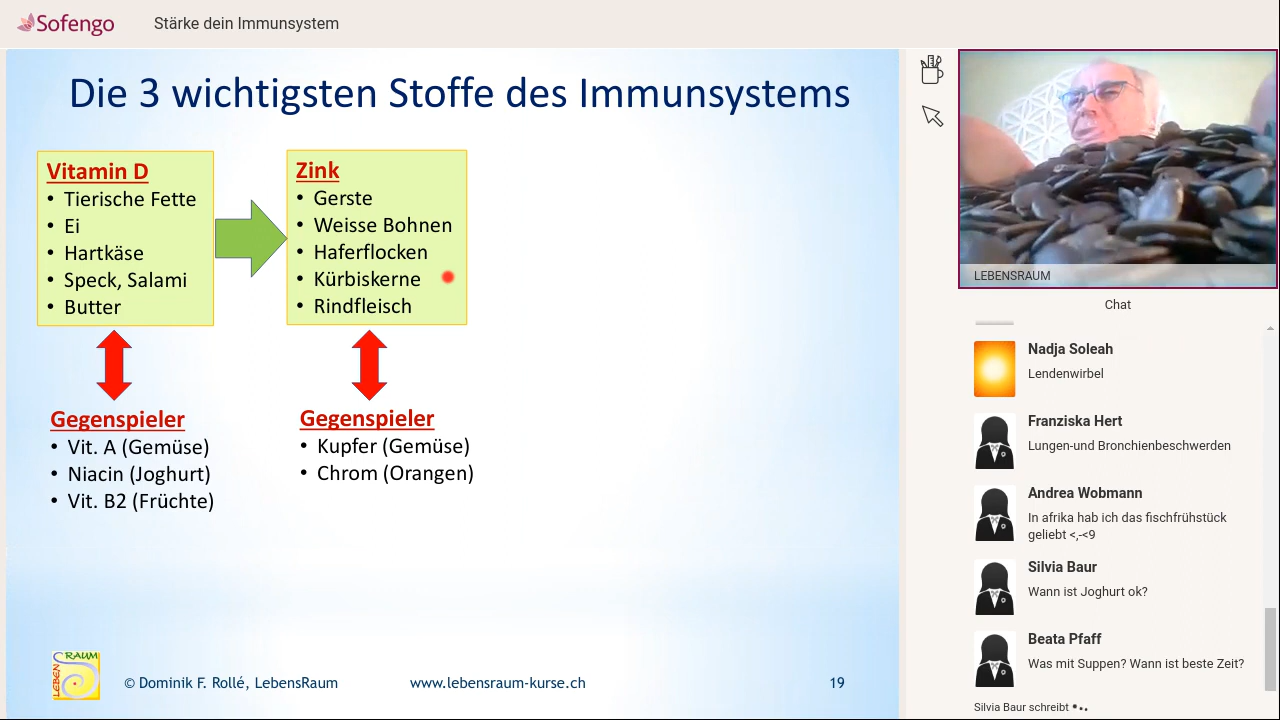 Sofengo
Stärke dein Immunsystem
Die 3 wichtigsten Stoffe des Immunsystems
Vitamin D
• Tierische Fette
• Ei
• Hartkäse
• Speck, Salami
• Butter
Zink
• Gerste
• Weisse Bohnen
• Haferflocken
• Kürbiskerne
• Rindfleisch
Gegenspieler
• Vit. A (Gemüse)
• Niacin (Joghurt)
• Vit. B2 (Früchte)
Gegenspieler
• Kupfer (Gemüse)
• Chrom (Orangen)
LEBEN RAUM
© Dominik F. Rollé, LebensRaum
www.lebensraum-kurse.ch
19
LEBENSRAUM
Chat
Nadja Soleah
Lendenwirbel
Franziska Hert
Lungen-und Bronchienbeschwerden
Andrea Wobmann
In afrika hab ich das fischfrühstück
geliebt <,-<9
Silvia Baur
Wann ist Joghurt ok?
Beata Pfaff
Was mit Suppen? Wann ist beste Zeit?
Silvia Baur schreibt